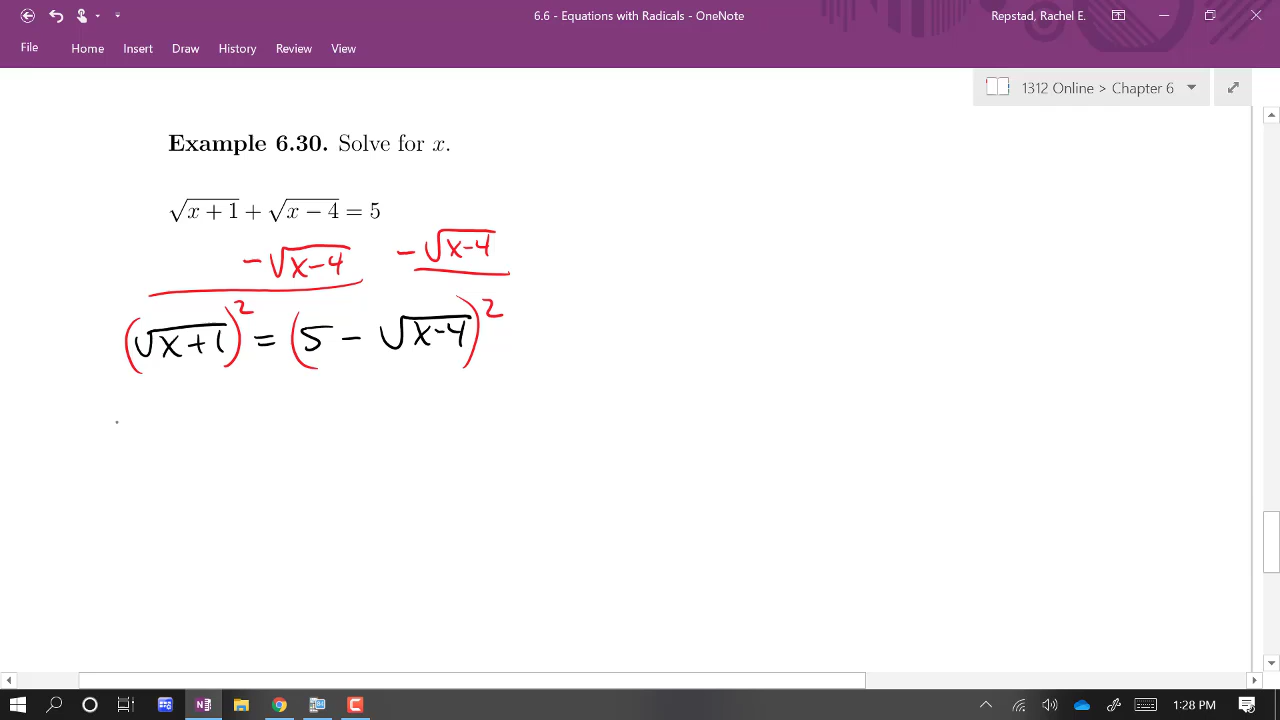 6.6 - Equations with Radicals - OneNote
Repstad, Rachel E.
File Home Insert Draw History Review View
1312 Online > Chapter 6
Example 6.30. Solve for x.
√(x + 1) + √(x − 4) = 5
−√(x−4) −√(x−4)
(√(x+1))² = (5 − √(x−4))²
1:28 PM